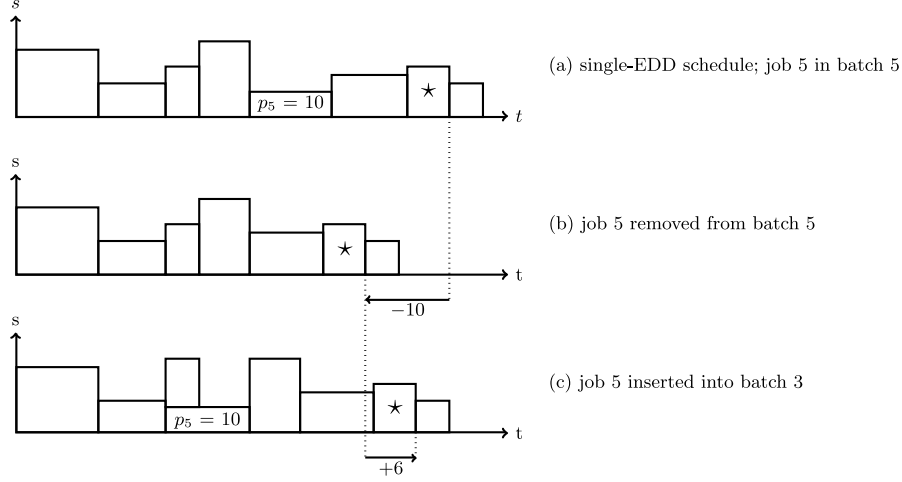 s
p₅ = 10
⋆
t
(a) single-EDD schedule; job 5 in batch 5
s
⋆
t
(b) job 5 removed from batch 5
−10
s
p₅ = 10
⋆
t
(c) job 5 inserted into batch 3
+6